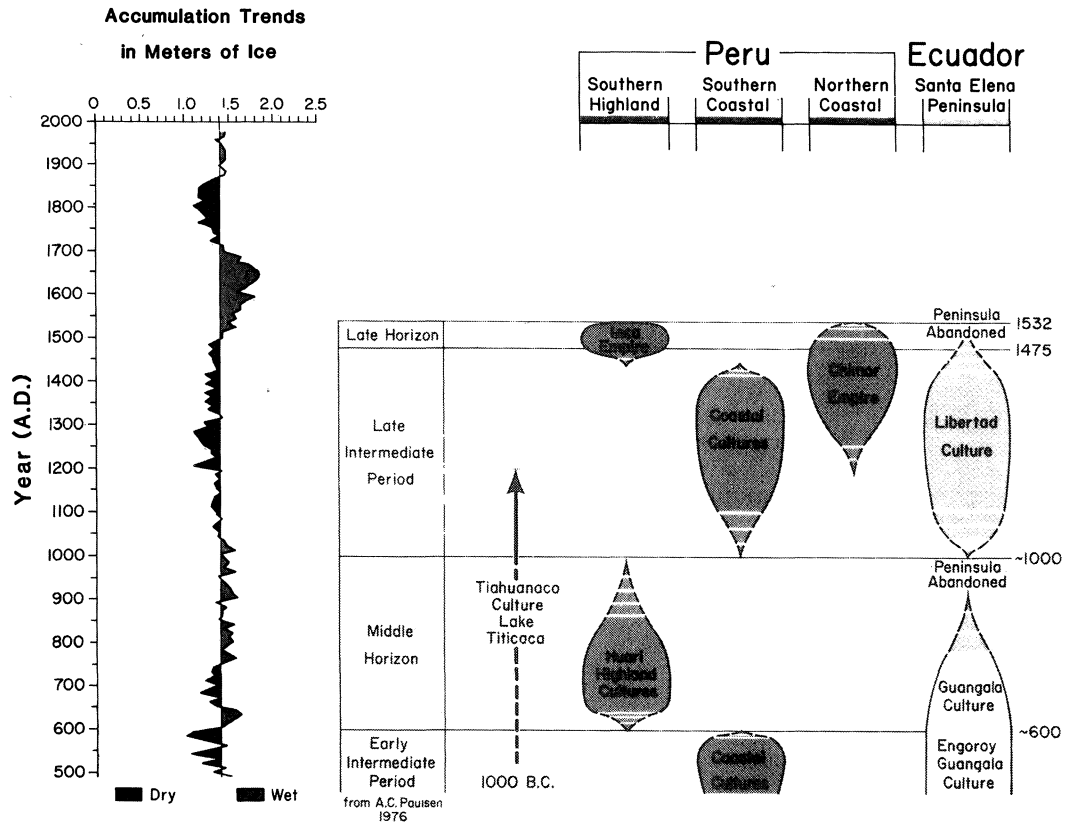 Accumulation Trends
in Meters of Ice
0 .5 1.0 1.5 2.0 2.5
2000
1900
1800
1700
1600
1500
1400
1300
1200
1100
1000
900
800
700
600
500
Year (A.D.)
Dry
Wet
Peru
Ecuador
Southern
Highland
Southern
Coastal
Northern
Coastal
Santa Elena
Peninsula
Late Horizon
Late
Intermediate
Period
Middle
Horizon
Early
Intermediate
Period
from A.C. Paulsen
1976
Tiahuanaco
Culture
Lake
Titicaca
1000 B.C.
Inca
Empire
Huari
Highland
Cultures
Coastal
Cultures
Coastal
Cultures
Chimor
Empire
Peninsula
Abandoned
Libertad
Culture
Peninsula
Abandoned
Guangala
Culture
Engoroy
Guangala
Culture
1532
1475
~1000
~600